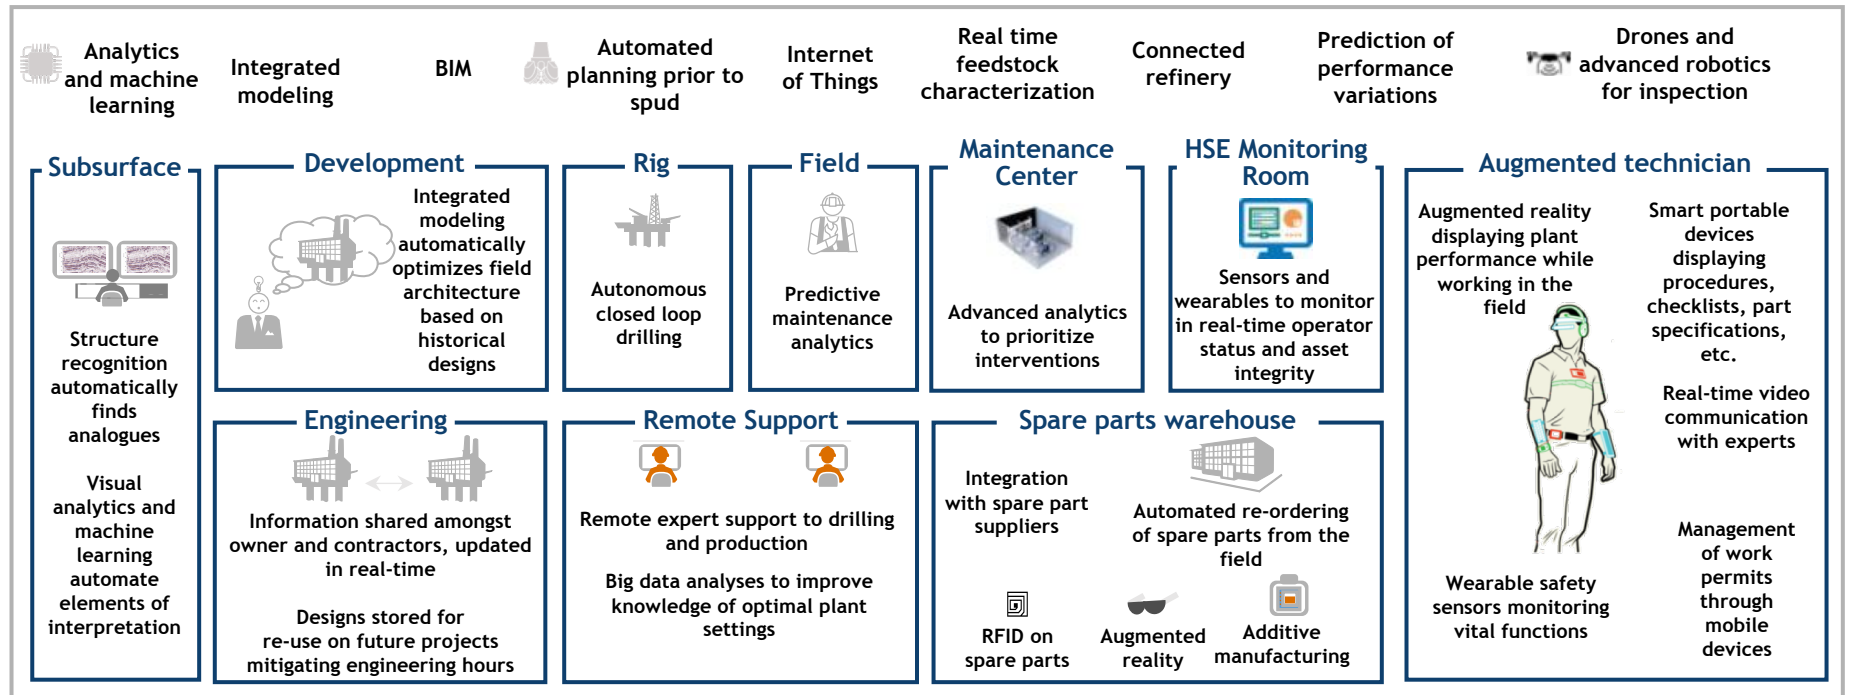 Analytics
and machine
learning
Integrated
modeling
BIM
Automated
planning prior to
spud
Internet
of Things
Real time
feedstock
characterization
Connected
refinery
Prediction of
performance
variations
Drones and
advanced robotics
for inspection
Subsurface
Structure
recognition
automatically
finds
analogues
Visual
analytics and
machine
learning
automate
elements of
interpretation
Development
Integrated
modeling
automatically
optimizes field
architecture
based on
historical
designs
Rig
Autonomous
closed loop
drilling
Field
Predictive
maintenance
analytics
Maintenance
Center
Advanced analytics
to prioritize
interventions
HSE Monitoring
Room
Sensors and
wearables to monitor
in real-time operator
status and asset
integrity
Engineering
Information shared amongst
owner and contractors, updated
in real-time
Designs stored for
re-use on future projects
mitigating engineering hours
Remote Support
Remote expert support to drilling
and production
Big data analyses to improve
knowledge of optimal plant
settings
Spare parts warehouse
Integration
with spare part
suppliers
Automated re-ordering
of spare parts from the
field
RFID on
spare parts
Augmented
reality
Additive
manufacturing
Augmented technician
Augmented reality
displaying plant
performance while
working in the
field
Smart portable
devices
displaying
procedures,
checklists, part
specifications,
etc.
Real-time video
communication
with experts
Wearable safety
sensors monitoring
vital functions
Management
of work
permits
through
mobile
devices